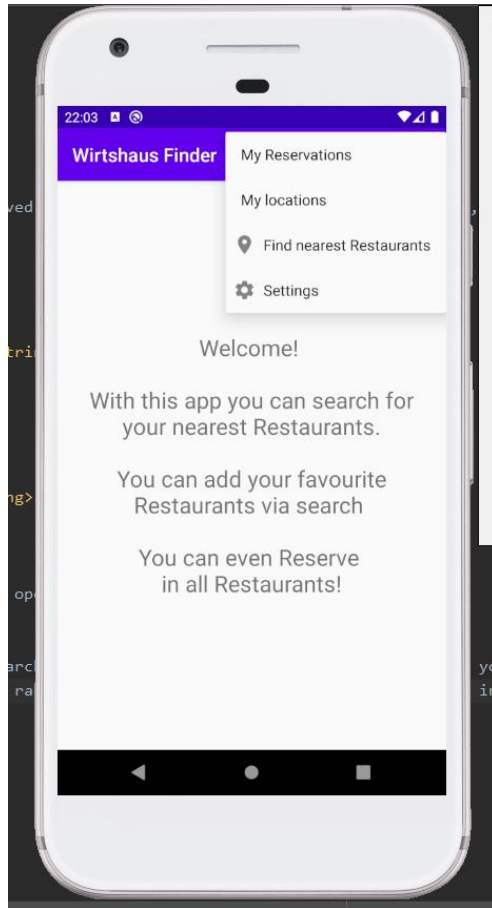 22:03
Wirtshaus Finder
My Reservations
My locations
Find nearest Restaurants
Settings
Welcome!
With this app you can search for
your nearest Restaurants.
You can add your favourite
Restaurants via search
You can even Reserve
in all Restaurants!